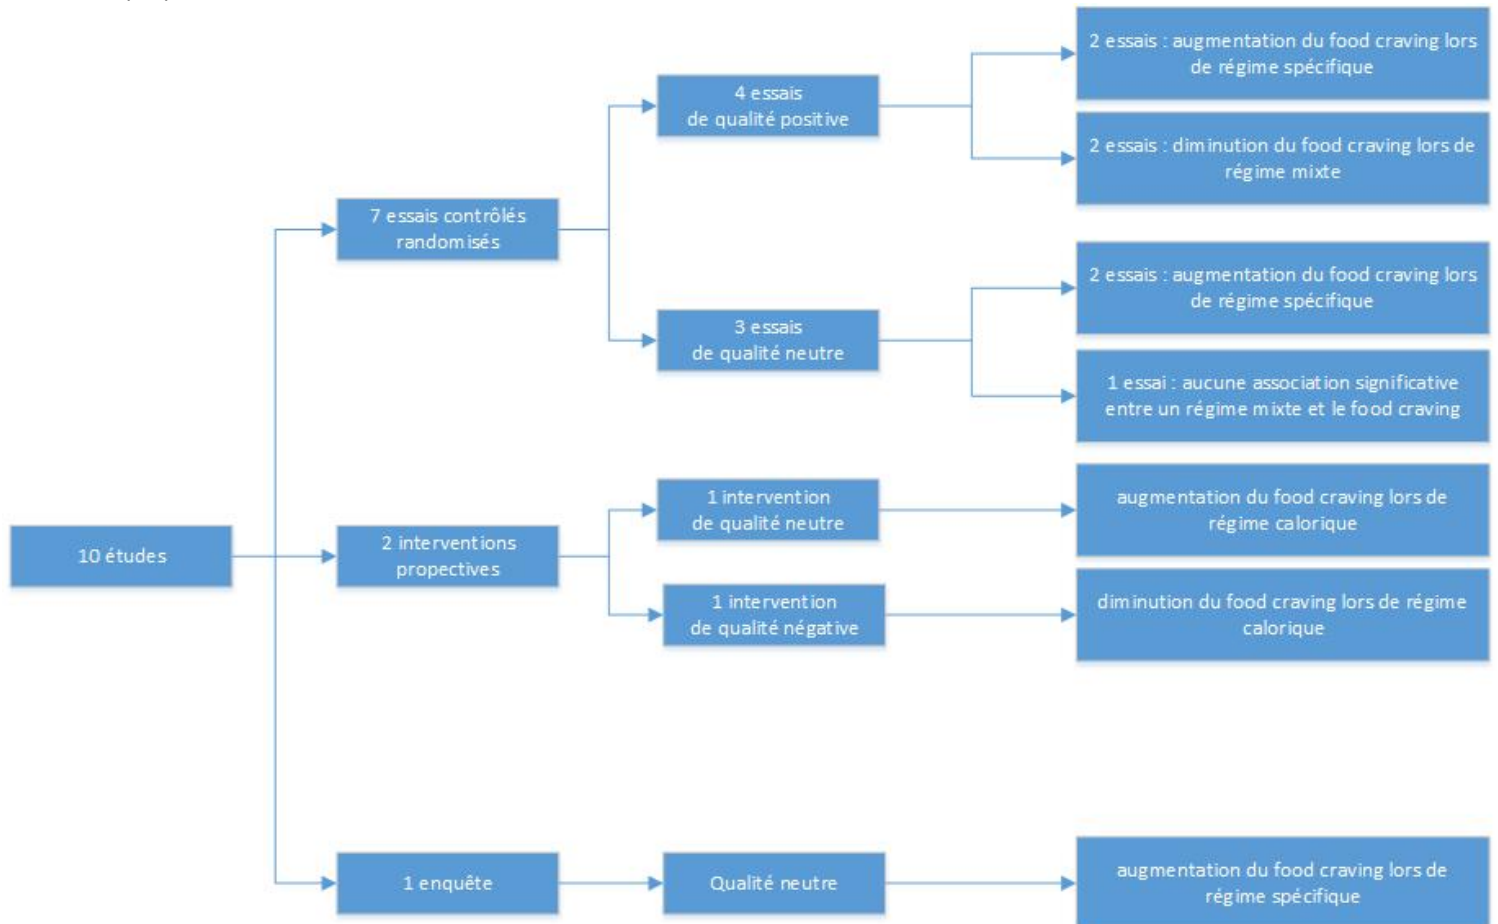 2 essais : augmentation du food craving lors
de régime spécifique
4 essais
de qualité positive
2 essais : diminution du food craving lors de
régime mixte
7 essais contrôlés
randomisés
2 essais : augmentation du food craving lors
de régime spécifique
3 essais
de qualité neutre
1 essai : aucune association significative
entre un régime mixte et le food craving
1 intervention
de qualité neutre
augmentation du food craving lors de
régime calorique
10 études
2 interventions
propectives
1 intervention
de qualité négative
diminution du food craving lors de régime
calorique
1 enquête
Qualité neutre
augmentation du food craving lors de
régime spécifique